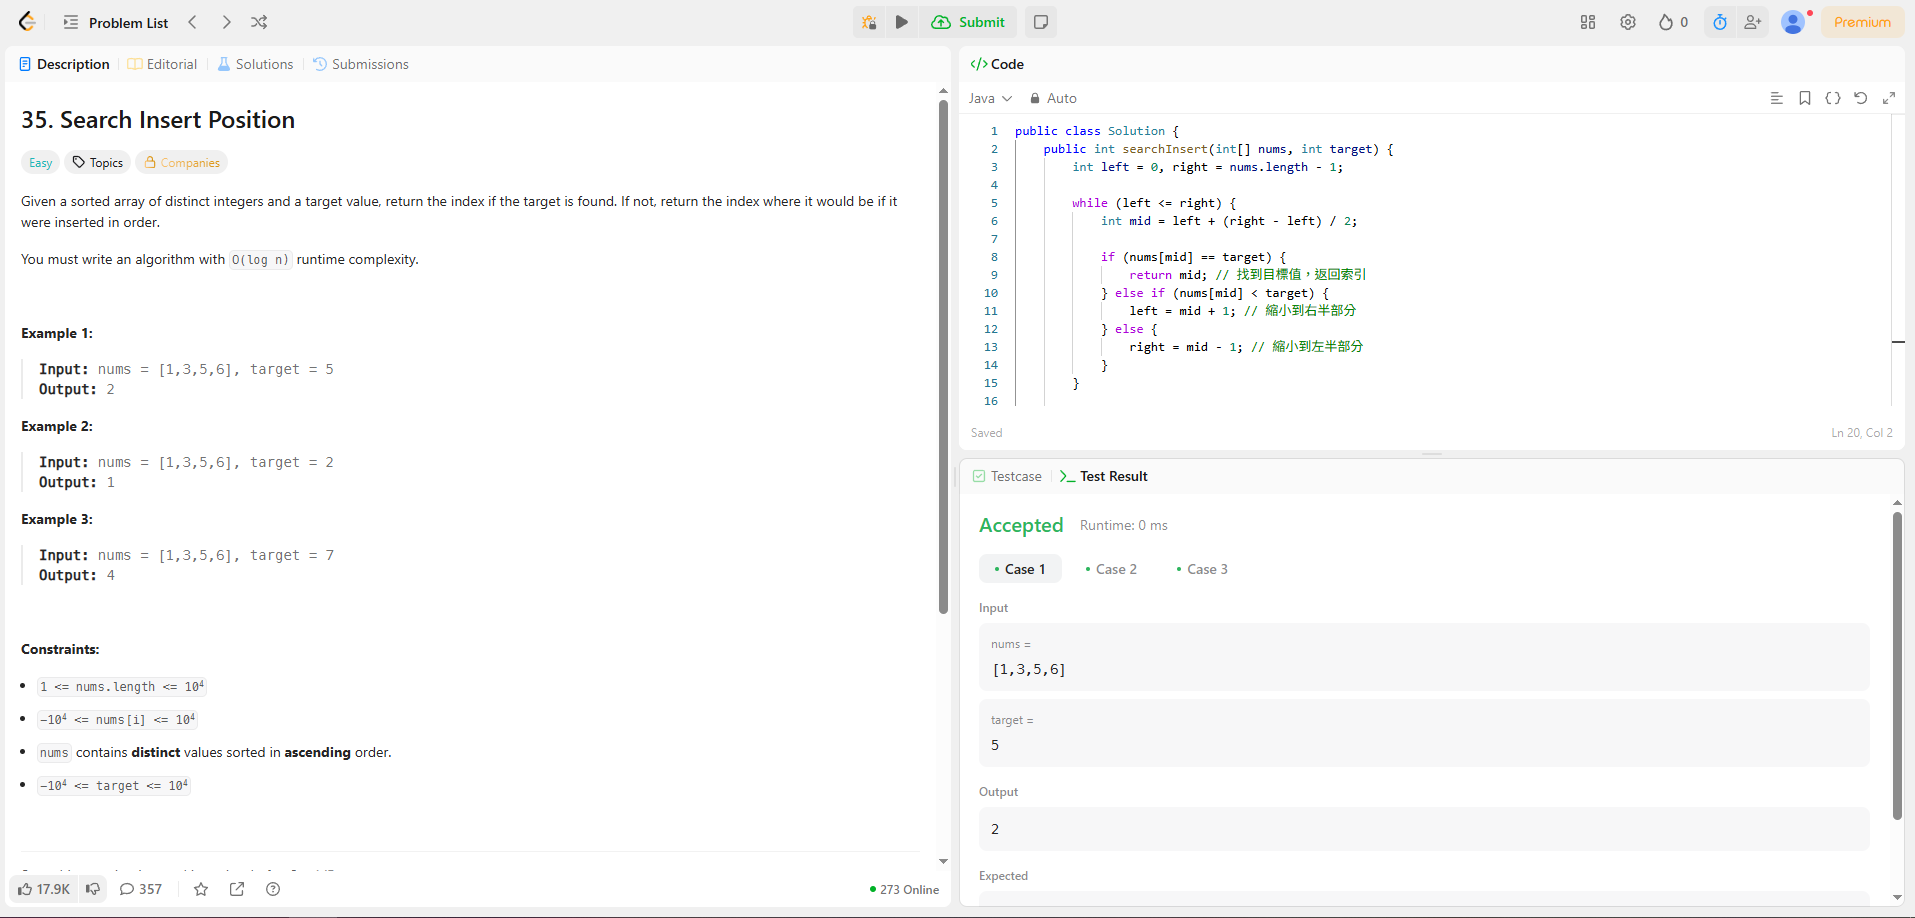 Problem List
Submit
0
Premium
Description
Editorial
Solutions
Submissions
35. Search Insert Position
Easy
Topics
Companies
Given a sorted array of distinct integers and a target value, return the index if the target is found. If not, return the index where it would be if it
were inserted in order.
You must write an algorithm with O(log n) runtime complexity.
Example 1:
Input: nums = [1,3,5,6], target = 5
Output: 2
Example 2:
Input: nums = [1,3,5,6], target = 2
Output: 1
Example 3:
Input: nums = [1,3,5,6], target = 7
Output: 4
Constraints:
1 <= nums.length <= 10⁴
-10⁴ <= nums[i] <= 10⁴
nums contains distinct values sorted in ascending order.
-10⁴ <= target <= 10⁴
17.9K
357
273 Online
Code
Java
Auto
1 public class Solution {
2 public int searchInsert(int[] nums, int target) {
3 int left = 0, right = nums.length - 1;
4
5 while (left <= right) {
6 int mid = left + (right - left) / 2;
7
8 if (nums[mid] == target) {
9 return mid; // 找到目標值，返回索引
10 } else if (nums[mid] < target) {
11 left = mid + 1; // 縮小到右半部分
12 } else {
13 right = mid - 1; // 縮小到左半部分
14 }
15 }
16
Saved
Ln 20, Col 2
Testcase
Test Result
Accepted
Runtime: 0 ms
Case 1
Case 2
Case 3
Input
nums =
[1,3,5,6]
target =
5
Output
2
Expected